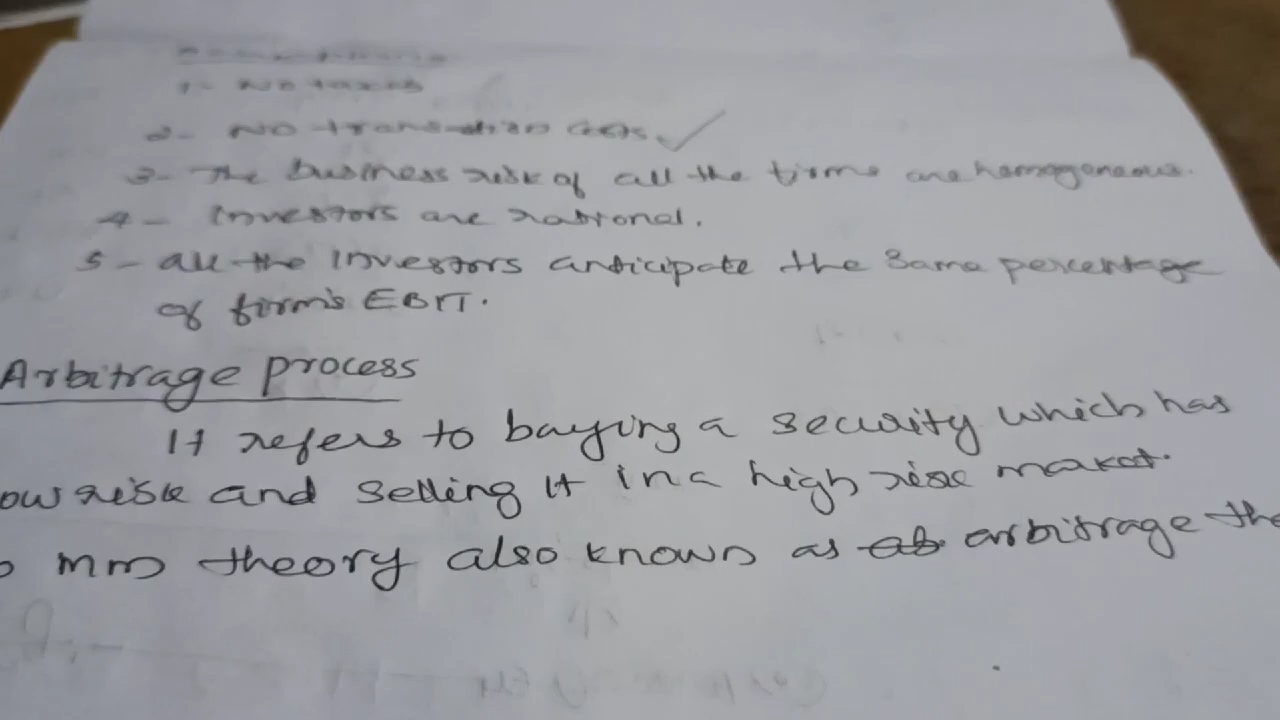 1- No taxes
2- No transaction costs.
3- The business risk of all the firms are homogeneous.
4- Investors are rational.
5- all the investors anticipate the same percentage
of firm's EBIT.
Arbitrage process
It refers to buying a security which has
risk and selling it in a high risk market.
mm theory also known as arbitrage